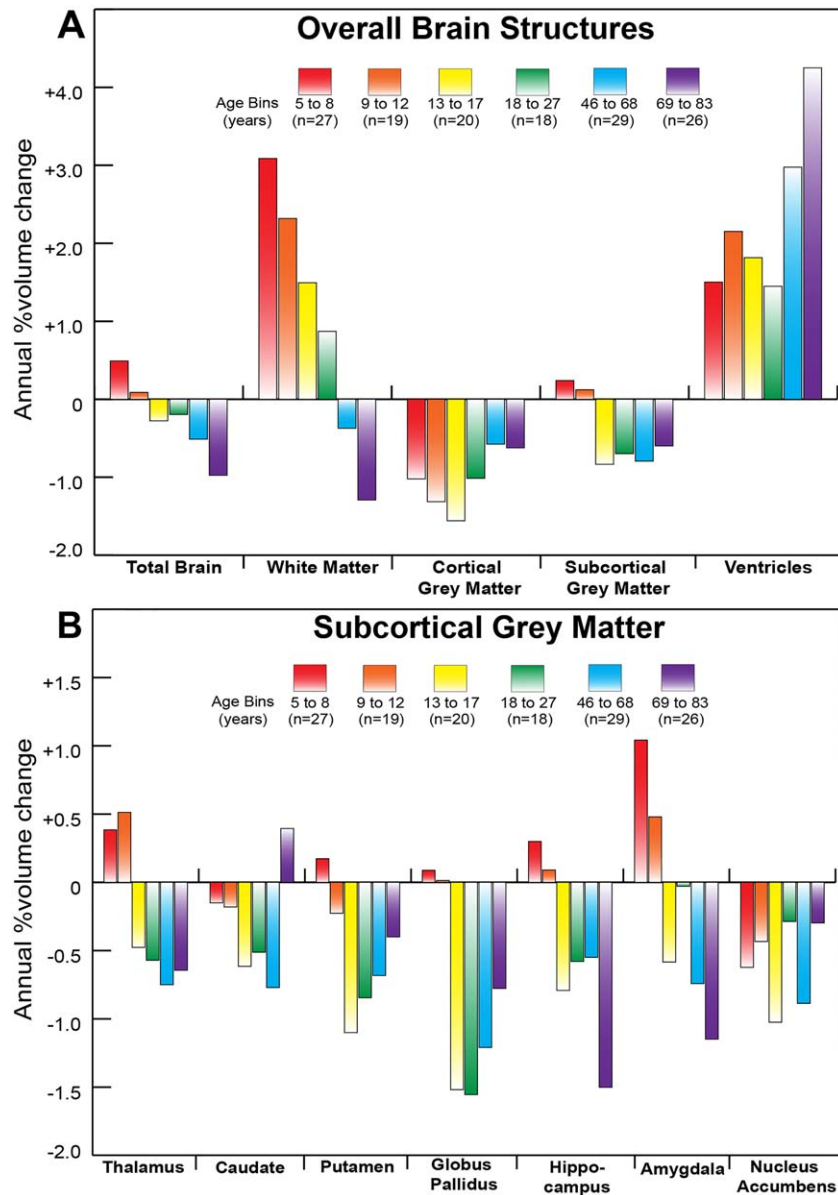 A
Overall Brain Structures
Age Bins (years)
5 to 8 (n=27)
9 to 12 (n=19)
13 to 17 (n=20)
18 to 27 (n=18)
46 to 68 (n=29)
69 to 83 (n=26)
Annual %volume change
+4.0
+3.0
+2.0
+1.0
0
-1.0
-2.0
Total Brain
White Matter
Cortical Grey Matter
Subcortical Grey Matter
Ventricles
B
Subcortical Grey Matter
Age Bins (years)
5 to 8 (n=27)
9 to 12 (n=19)
13 to 17 (n=20)
18 to 27 (n=18)
46 to 68 (n=29)
69 to 83 (n=26)
Annual %volume change
+1.5
+1.0
+0.5
0
-0.5
-1.0
-1.5
-2.0
Thalamus
Caudate
Putamen
Globus Pallidus
Hippo-campus
Amygdala
Nucleus Accumbens